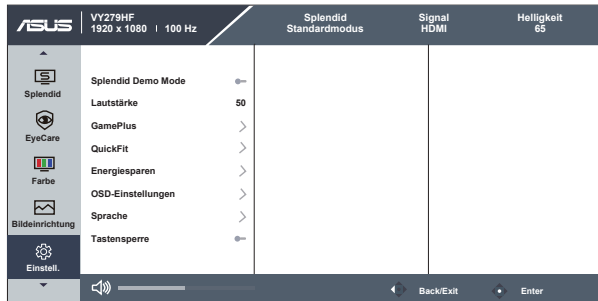 ASUS
VY279HF
1920 x 1080 | 100 Hz
Splendid
Standardmodus
Signal
HDMI
Helligkeit
65
Splendid
EyeCare
Farbe
Bildeinrichtung
Einstell.
Splendid Demo Mode
Lautstärke 50
GamePlus
QuickFit
Energiesparen
OSD-Einstellungen
Sprache
Tastensperre
Back/Exit
Enter